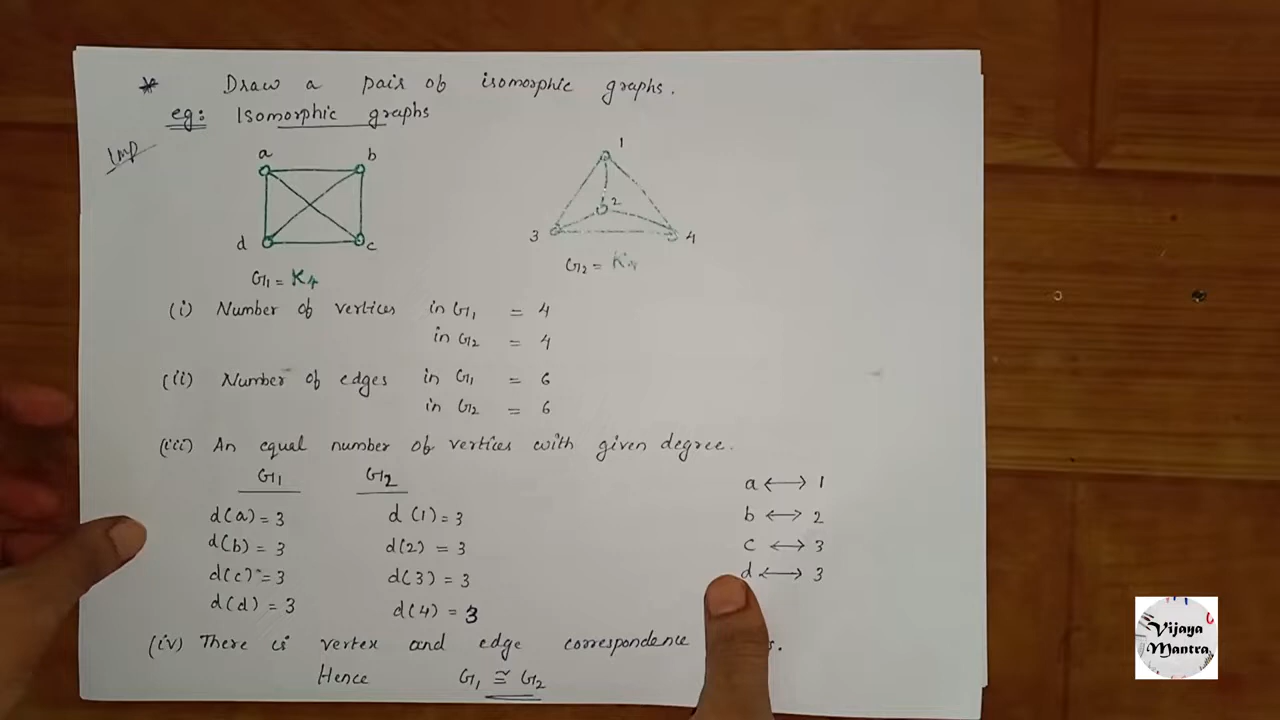 * Draw a pair of isomorphic graphs.
eg: Isomorphic graphs
Imp
a b
d c
G1 = K4
1
2
3 4
G2 = K4
(i) Number of vertices in G1 = 4
in G2 = 4
(ii) Number of edges in G1 = 6
in G2 = 6
(iii) An equal number of vertices with given degree.
G1 G2
d(a) = 3 d(1) = 3
d(b) = 3 d(2) = 3
d(c) = 3 d(3) = 3
d(d) = 3 d(4) = 3
a ↔ 1
b ↔ 2
c ↔ 3
d ↔ 3
(iv) There is vertex and edge correspondence
Hence G1 ≅ G2
Vijaya
Mantra